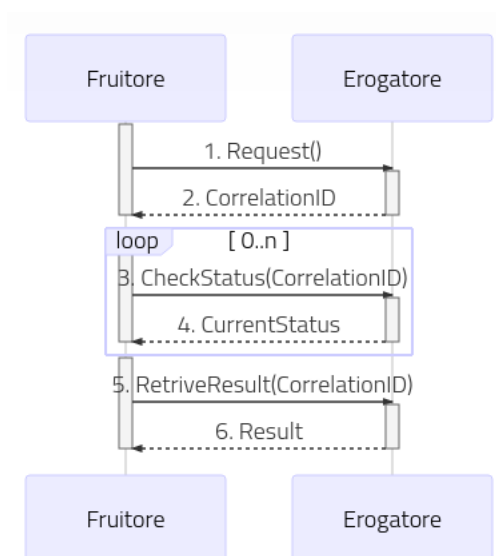 Fruitore Erogatore
1. Request()
2. CorrelationID
loop [ 0..n ]
3. CheckStatus(CorrelationID)
4. CurrentStatus
5. RetriveResult(CorrelationID)
6. Result
Fruitore Erogatore